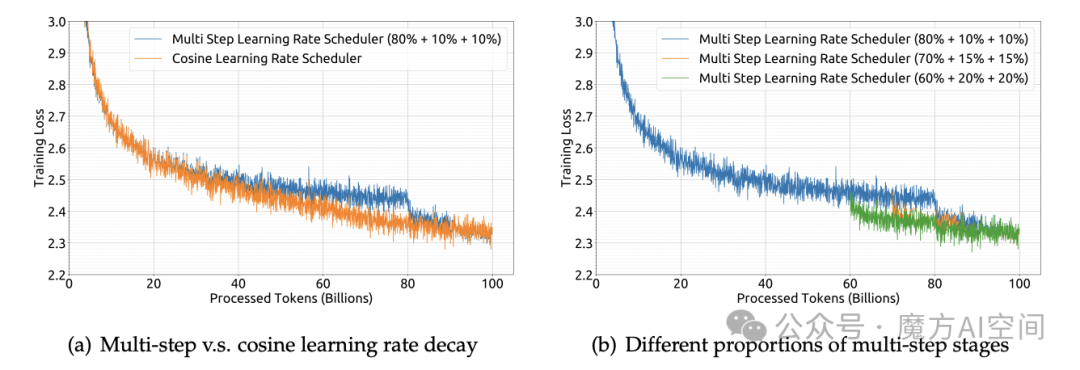 3.0
2.9
2.8
2.7
2.6
2.5
2.4
2.3
2.2
Training Loss
Multi Step Learning Rate Scheduler (80% + 10% + 10%)
Cosine Learning Rate Scheduler
0 20 40 60 80 100
Processed Tokens (Billions)
(a) Multi-step v.s. cosine learning rate decay
3.0
2.9
2.8
2.7
2.6
2.5
2.4
2.3
2.2
Training Loss
Multi Step Learning Rate Scheduler (80% + 10% + 10%)
Multi Step Learning Rate Scheduler (70% + 15% + 15%)
Multi Step Learning Rate Scheduler (60% + 20% + 20%)
0 20 40 60 80 100
Processed Tokens (Billions)
(b) Different proportions of multi-step stages
公众号 · 魔方AI空间